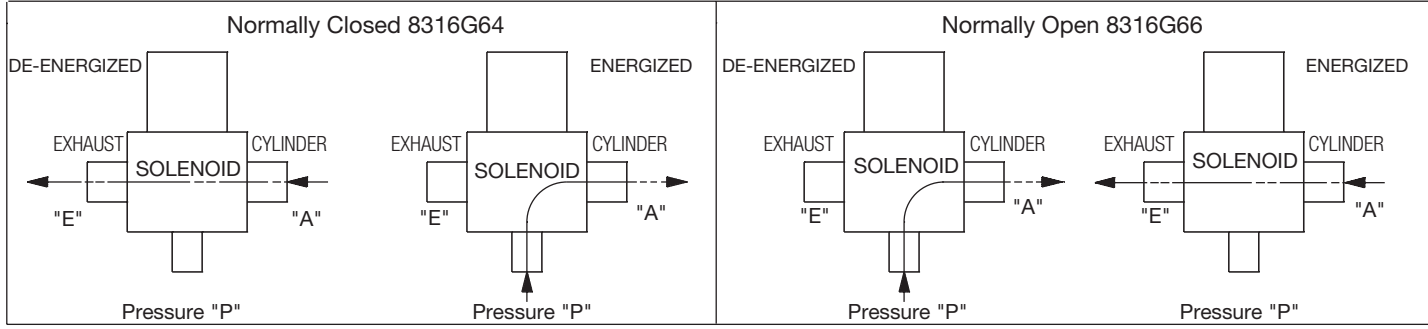 Normally Closed 8316G64
DE-ENERGIZED
EXHAUST
CYLINDER
SOLENOID
"E"
"A"
Pressure "P"
ENERGIZED
EXHAUST
CYLINDER
SOLENOID
"E"
"A"
Pressure "P"
Normally Open 8316G66
DE-ENERGIZED
EXHAUST
CYLINDER
SOLENOID
"E"
"A"
Pressure "P"
ENERGIZED
EXHAUST
CYLINDER
SOLENOID
"E"
"A"
Pressure "P"